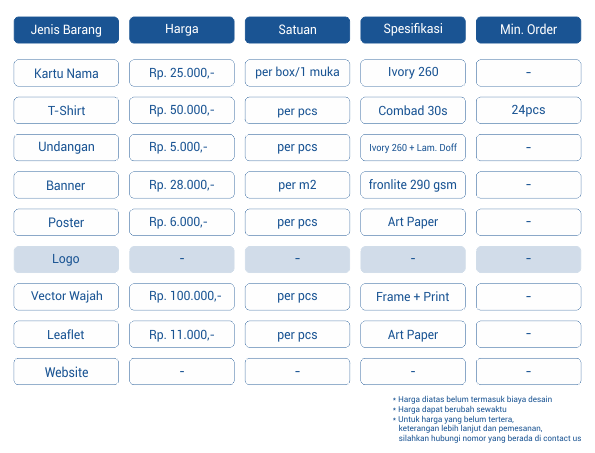 Jenis Barang Harga Satuan Spesifikasi Min. Order
Kartu Nama Rp. 25.000,- per box/1 muka Ivory 260 -
T-Shirt Rp. 50.000,- per pcs Combad 30s 24pcs
Undangan Rp. 5.000,- per pcs Ivory 260 + Lam. Doff -
Banner Rp. 28.000,- per m2 fronlite 290 gsm -
Poster Rp. 6.000,- per pcs Art Paper -
Logo - - - -
Vector Wajah Rp. 100.000,- per pcs Frame + Print -
Leaflet Rp. 11.000,- per pcs Art Paper -
Website - - - -
* Harga diatas belum termasuk biaya desain
* Harga dapat berubah sewaktu
* Untuk harga yang belum tertera,
keterangan lebih lanjut dan pemesanan,
silahkan hubungi nomor yang berada di contact us